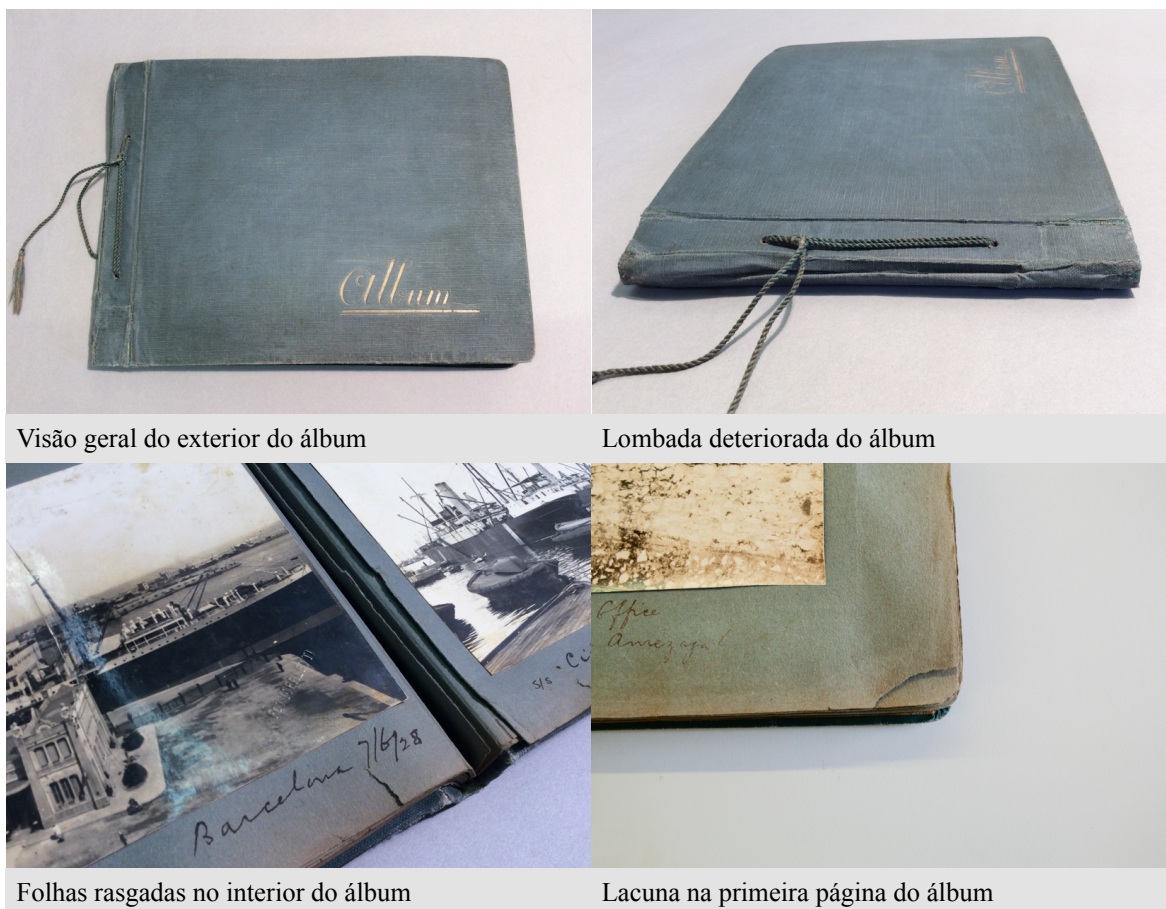 Album
Album
Visão geral do exterior do álbum
Lombada deteriorada do álbum
Barcelona 7/6/28
s/s "Ci
Folhas rasgadas no interior do álbum
Office
Lacuna na primeira página do álbum